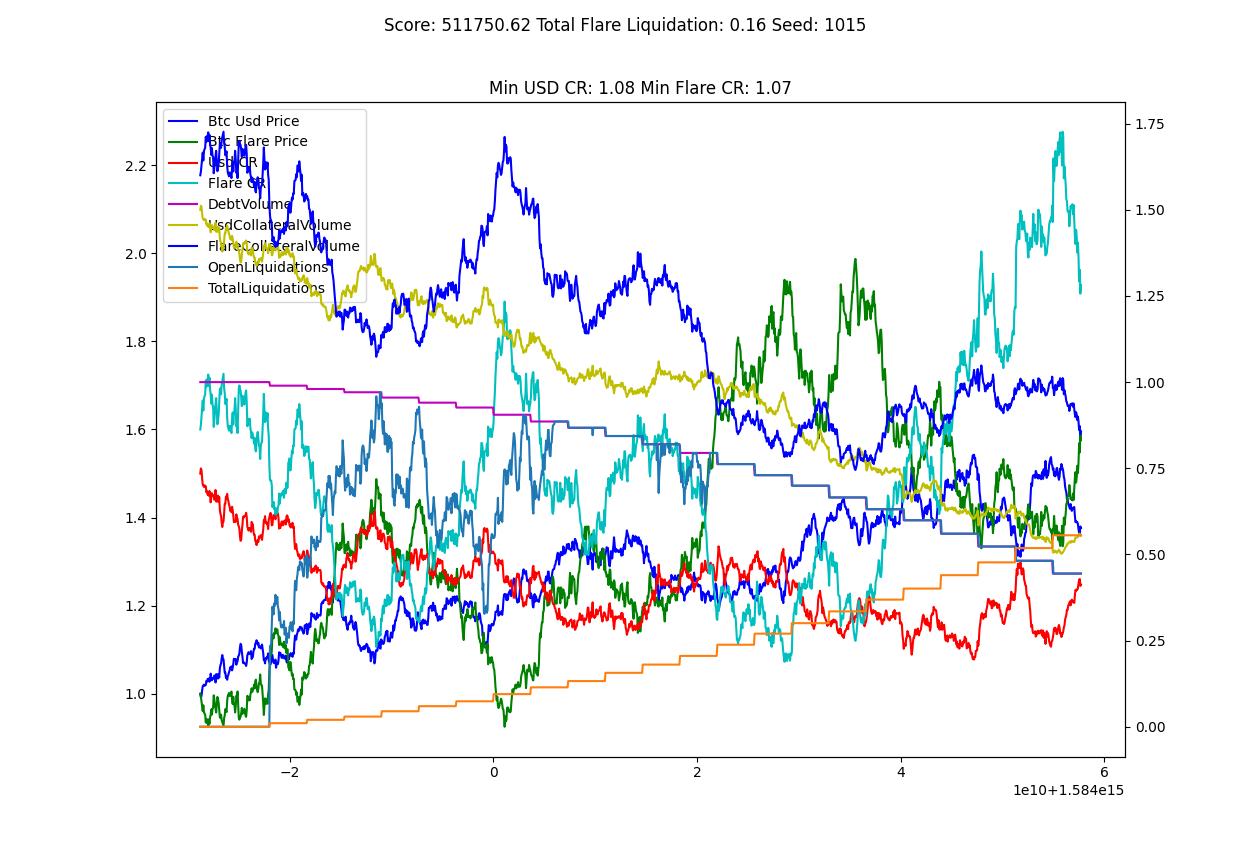 Score: 511750.62 Total Flare Liquidation: 0.16 Seed: 1015
Min USD CR: 1.08 Min Flare CR: 1.07
Btc Usd Price
Btc Flare Price
Usd CR
Flare CR
DebtVolume
UsdCollateralVolume
FlareCollateralVolume
OpenLiquidations
TotalLiquidations
2.2
2.0
1.8
1.6
1.4
1.2
1.0
1.75
1.50
1.25
1.00
0.75
0.50
0.25
0.00
−2
0
2
4
6
1e10+1.584e15